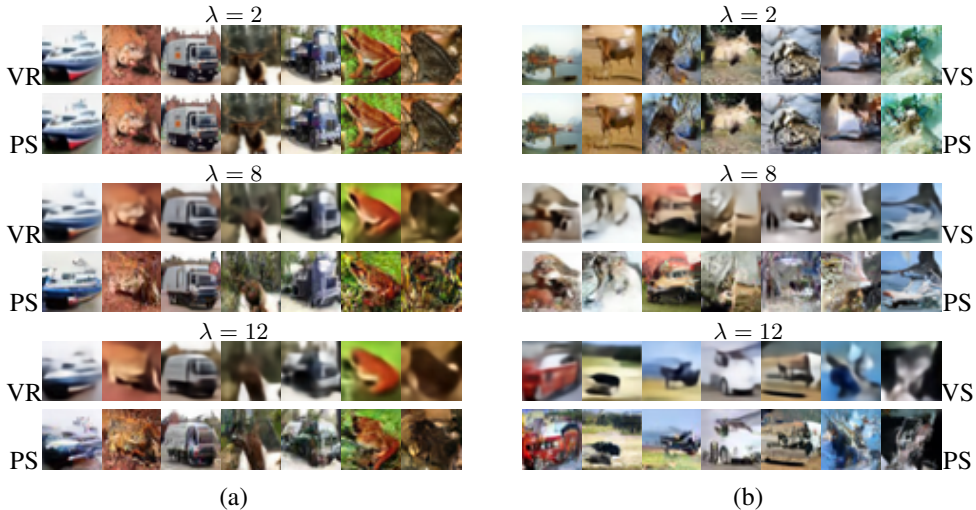 λ = 2 λ = 2
VR VS
PS PS
λ = 8 λ = 8
VR VS
PS PS
λ = 12 λ = 12
VR VS
PS PS
(a) (b)